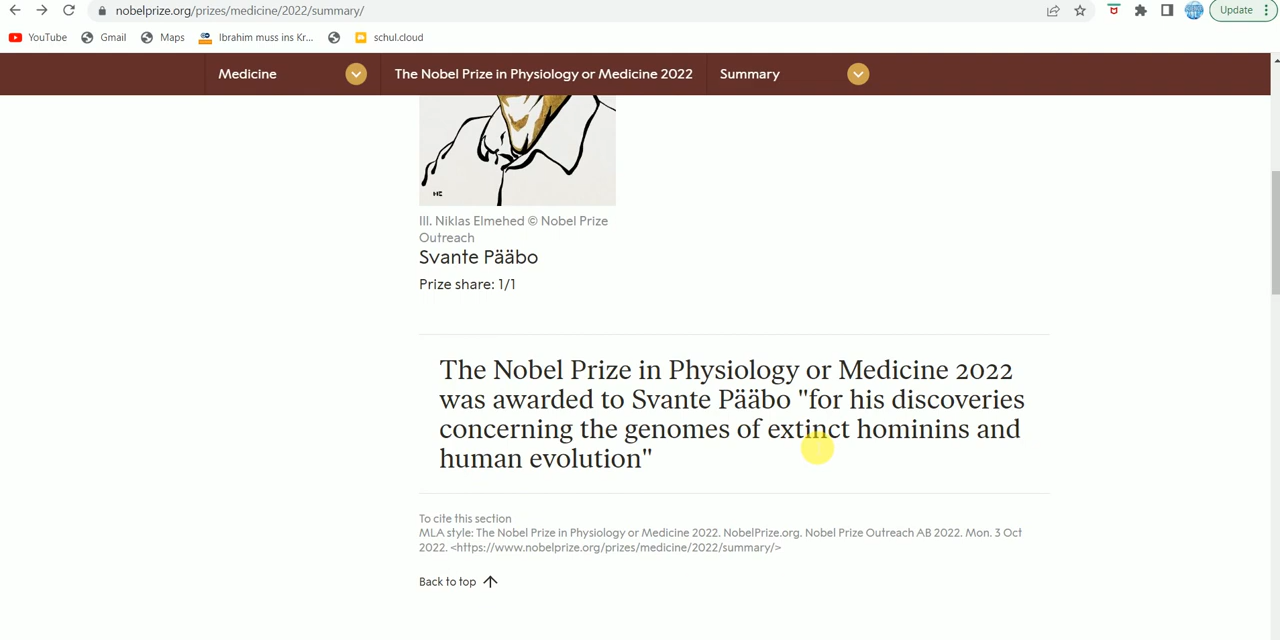 nobelprize.org/prizes/medicine/2022/summary/
Update
YouTube
Gmail
Maps
Ibrahim muss ins Kr...
schul.cloud
Medicine
The Nobel Prize in Physiology or Medicine 2022
Summary
Ill. Niklas Elmehed © Nobel Prize
Outreach
Svante Pääbo
Prize share: 1/1
The Nobel Prize in Physiology or Medicine 2022
was awarded to Svante Pääbo "for his discoveries
concerning the genomes of extinct hominins and
human evolution"
To cite this section
MLA style: The Nobel Prize in Physiology or Medicine 2022. NobelPrize.org. Nobel Prize Outreach AB 2022. Mon. 3 Oct
2022. <https://www.nobelprize.org/prizes/medicine/2022/summary/>
Back to top